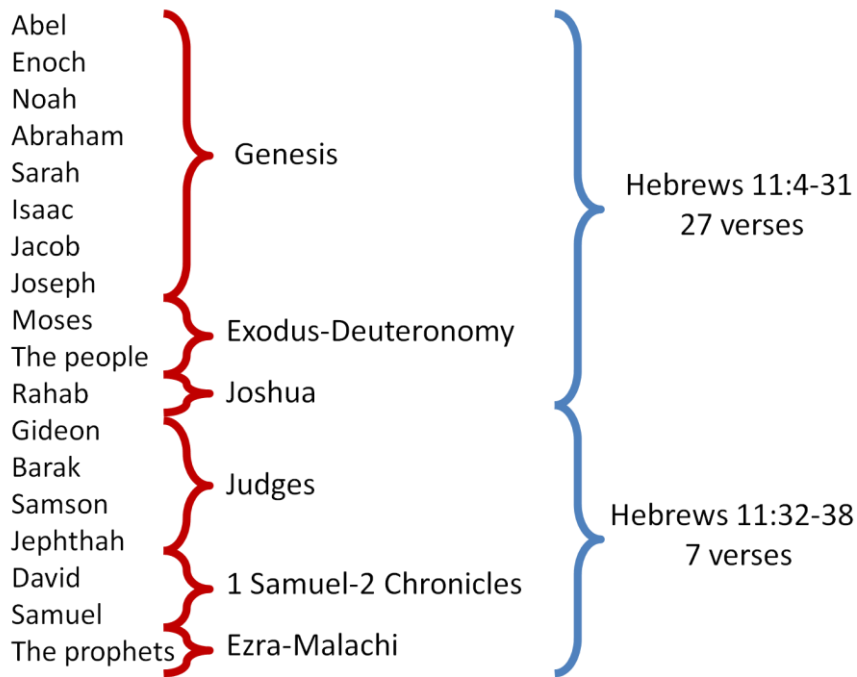 Abel
Enoch
Noah
Abraham
Sarah
Isaac
Jacob
Joseph
Moses
The people
Rahab
Gideon
Barak
Samson
Jephthah
David
Samuel
The prophets
Genesis
Exodus-Deuteronomy
Joshua
Judges
1 Samuel-2 Chronicles
Ezra-Malachi
Hebrews 11:4-31
27 verses
Hebrews 11:32-38
7 verses